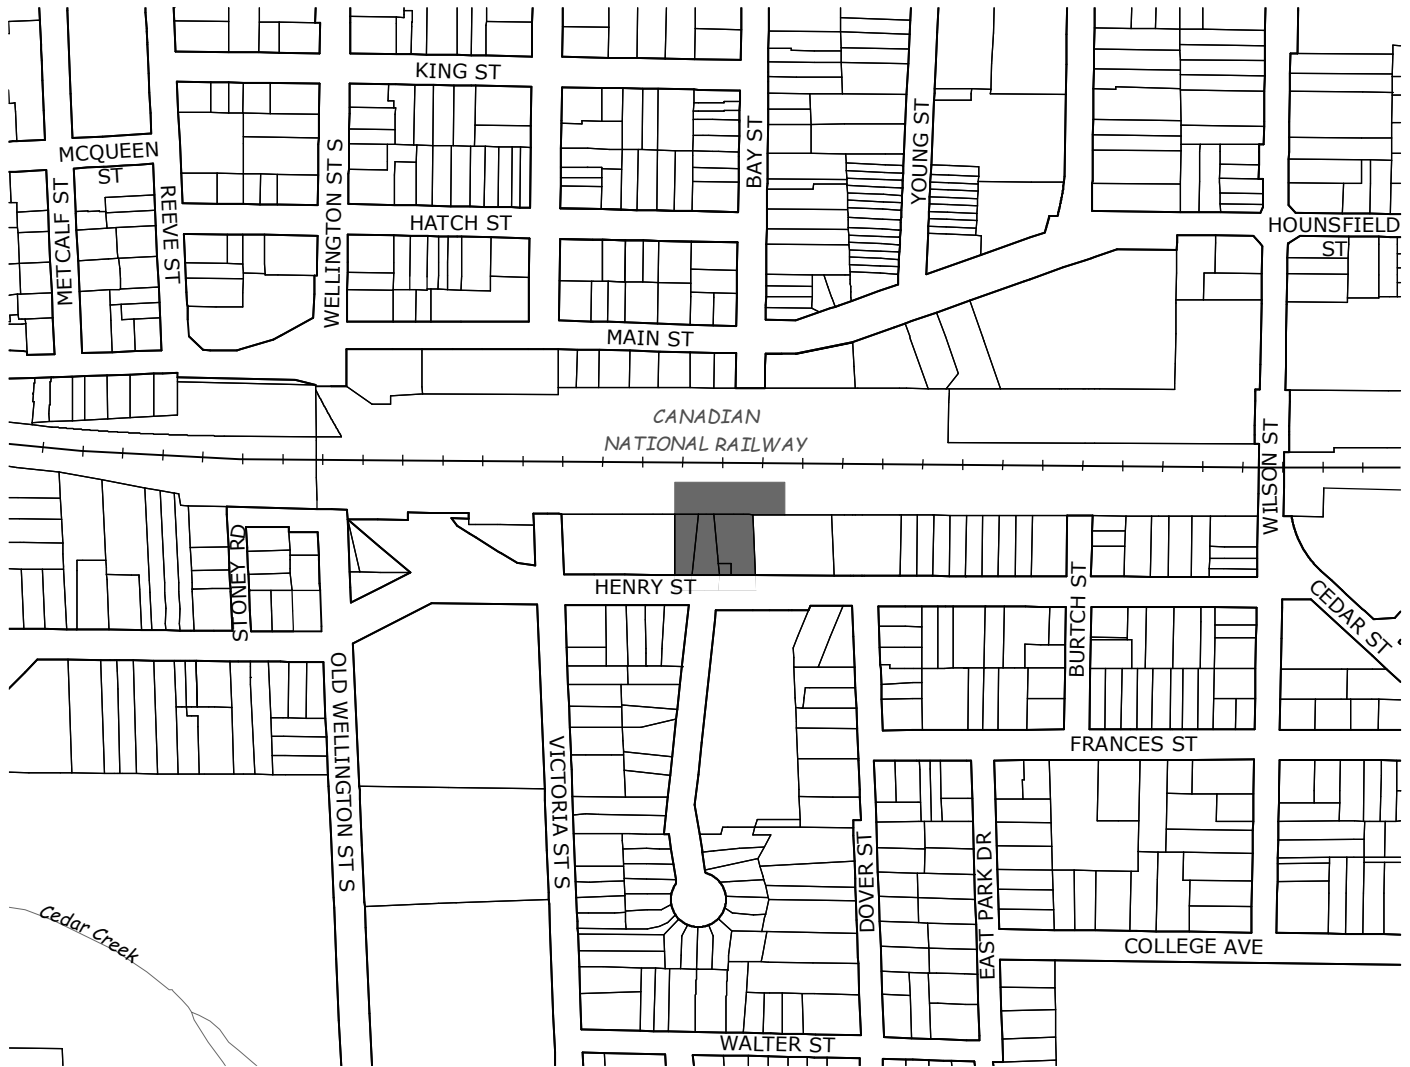 KING ST
MCQUEEN
ST
METCALF ST
REEVE ST
WELLINGTON ST S
HATCH ST
BAY ST
YOUNG ST
HOUNSFIELD
ST
MAIN ST
CANADIAN
NATIONAL RAILWAY
WILSON ST
STONEY RD
HENRY ST
BURTCH ST
CEDAR ST
OLD WELLINGTON ST S
VICTORIA ST S
FRANCES ST
DOVER ST
EAST PARK DR
COLLEGE AVE
Cedar Creek
WALTER ST